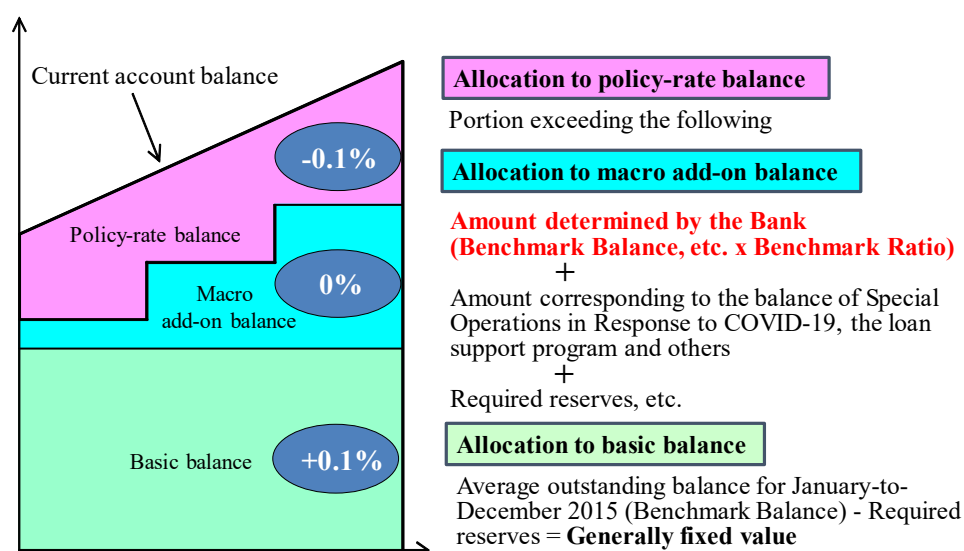 Current account balance
-0.1%
Policy-rate balance
0%
Macro
add-on balance
+0.1%
Basic balance
Allocation to policy-rate balance
Portion exceeding the following
Allocation to macro add-on balance
Amount determined by the Bank
(Benchmark Balance, etc. x Benchmark Ratio)
+
Amount corresponding to the balance of Special
Operations in Response to COVID-19, the loan
support program and others
+
Required reserves, etc.
Allocation to basic balance
Average outstanding balance for January-to-
December 2015 (Benchmark Balance) - Required
reserves = Generally fixed value